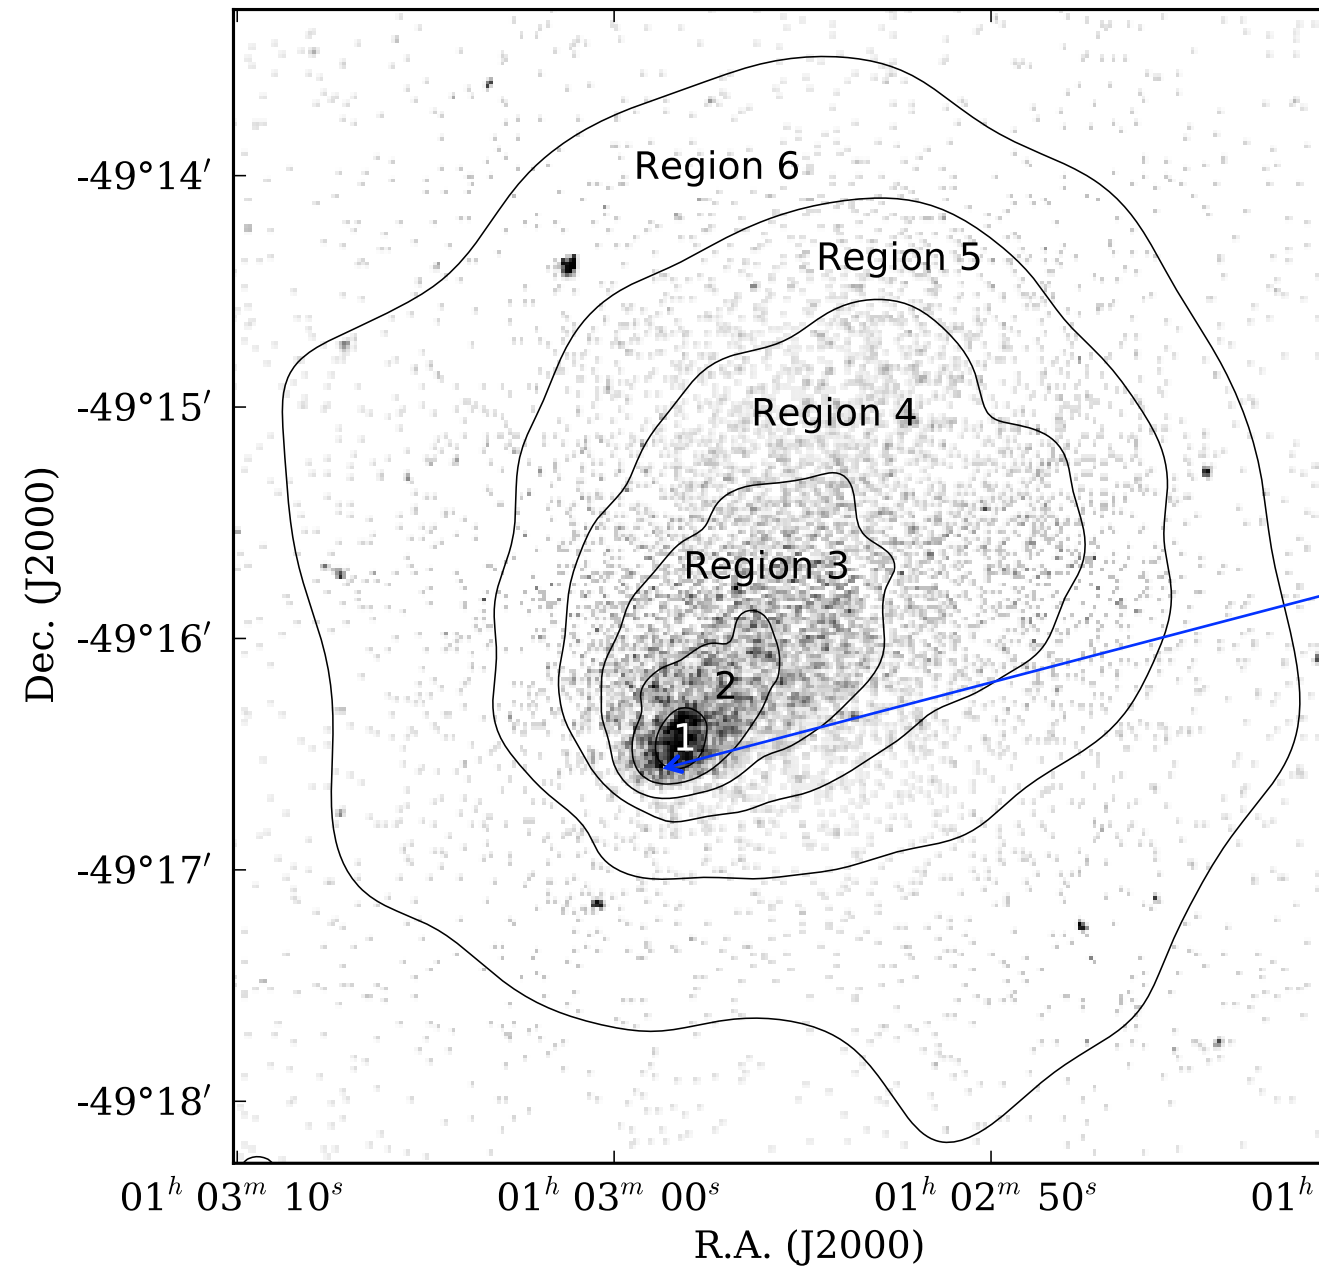 Region 6
-49°14′
Region 5
-49°15′
Region 4
Region 3
Dec. (J2000)
-49°16′
2
1
-49°17′
-49°18′
01ʰ 03ᵐ 10ˢ 01ʰ 03ᵐ 00ˢ 01ʰ 02ᵐ 50ˢ 01ʰ
R.A. (J2000)